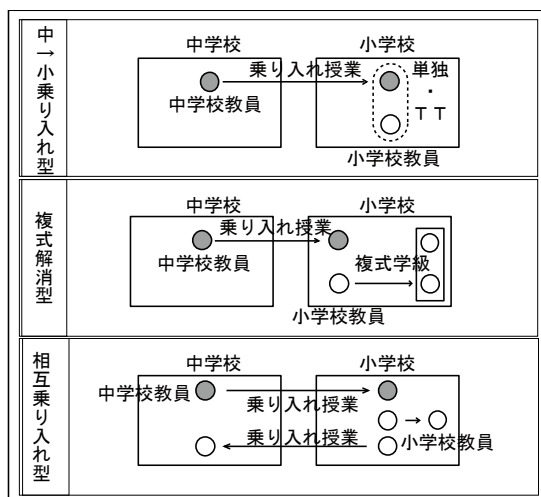 中→小乗り入れ型
中学校
小学校
乗り入れ授業
単独・TT
中学校教員
小学校教員
複式解消型
中学校
小学校
乗り入れ授業
中学校教員
複式学級
小学校教員
相互乗り入れ型
中学校
小学校
中学校教員
乗り入れ授業
乗り入れ授業
小学校教員